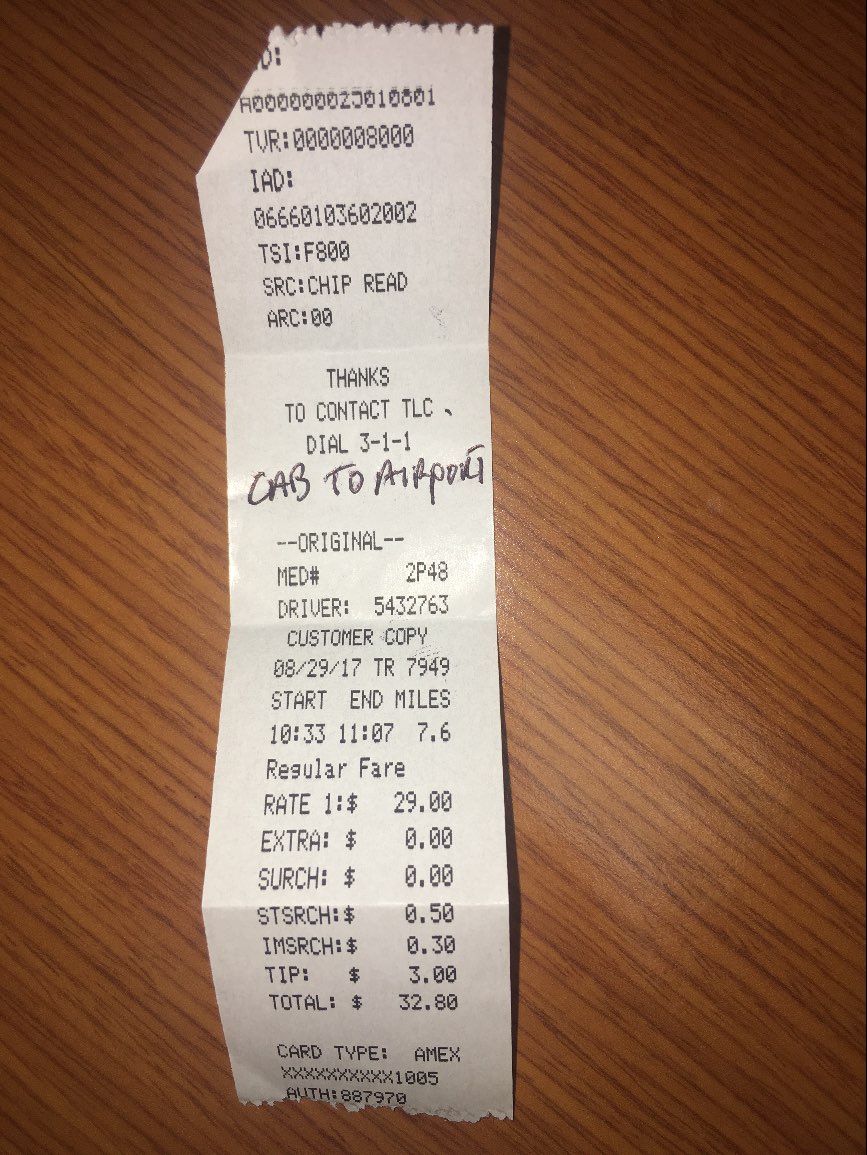 D:
A000000025010801
TVR:0000008000
IAD:
06660103602002
TSI:F800
SRC:CHIP READ
ARC:00
THANKS
TO CONTACT TLC
DIAL 3-1-1
CAB TO AIRPORT
--ORIGINAL--
MED# 2P48
DRIVER: 5432763
CUSTOMER COPY
08/29/17 TR 7949
START END MILES
10:33 11:07 7.6
Regular Fare
RATE 1:$ 29.00
EXTRA: $ 0.00
SURCH: $ 0.00
STSRCH:$ 0.50
IMSRCH:$ 0.30
TIP: $ 3.00
TOTAL: $ 32.80
CARD TYPE: AMEX
XXXXXXXXXX1005
AUTH:887970